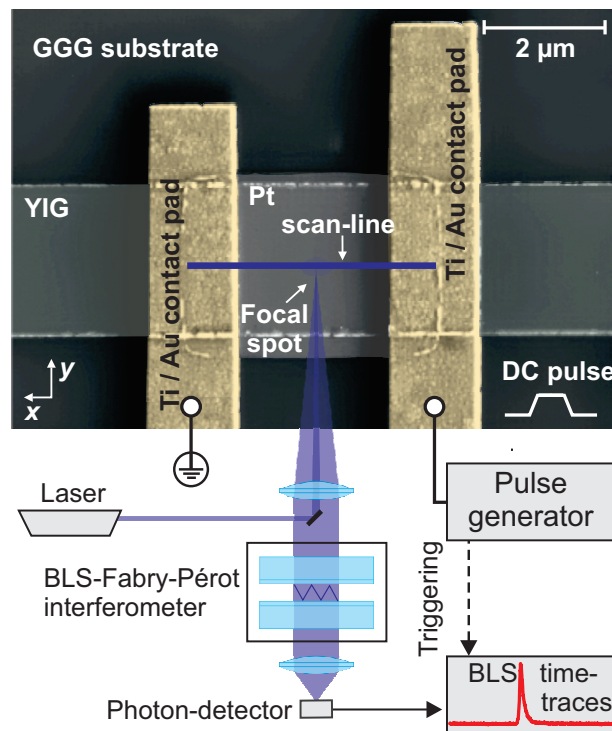 GGG substrate
2 µm
Ti / Au contact pad
Ti / Au contact pad
YIG
Pt
scan-line
Focal
spot
y
x
DC pulse
Laser
Pulse
generator
BLS-Fabry-Pérot
interferometer
Triggering
BLS time-
traces
Photon-detector